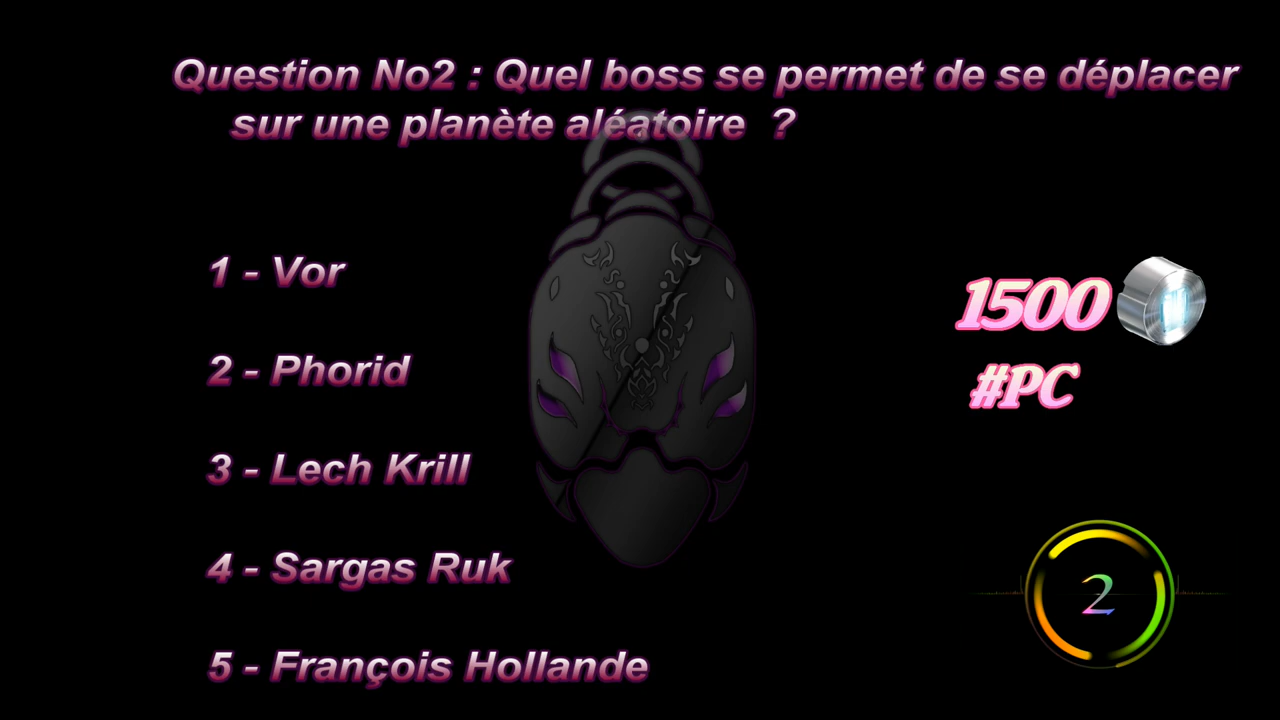 Question No2 : Quel boss se permet de se déplacer
sur une planète aléatoire ?
1 - Vor
2 - Phorid
3 - Lech Krill
4 - Sargas Ruk
5 - François Hollande
1500
#PC
2